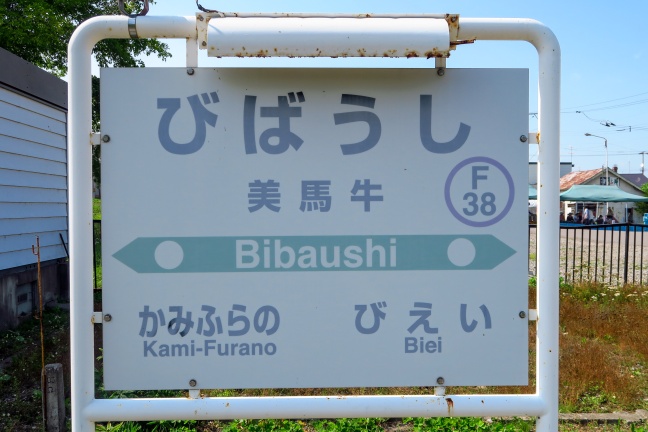 びばうし
美馬牛
F
38
Bibaushi
かみふらの
Kami-Furano
びえい
Biei